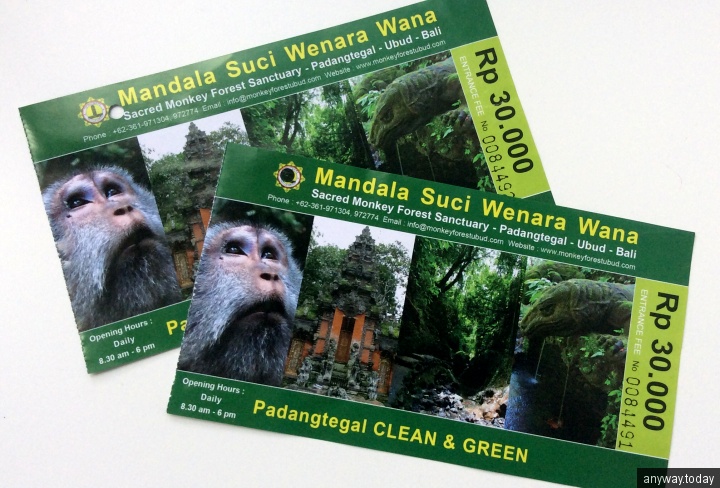 Mandala Suci Wenara Wana
Sacred Monkey Forest Sanctuary - Padangtegal - Ubud - Bali
Phone : +62-361-971304, 972774 Email : info@monkeyforestubud.com Website : www.monkeyforestubud.com
Rp 30.000
ENTRANCE FEE No 0084492
Opening Hours :
Daily
8.30 am - 6 pm
Mandala Suci Wenara Wana
Sacred Monkey Forest Sanctuary - Padangtegal - Ubud - Bali
Phone : +62-361-971304, 972774 Email : info@monkeyforestubud.com Website : www.monkeyforestubud.com
Rp 30.000
ENTRANCE FEE No 0084491
Opening Hours :
Daily
8.30 am - 6 pm
Padangtegal CLEAN & GREEN
anyway.today